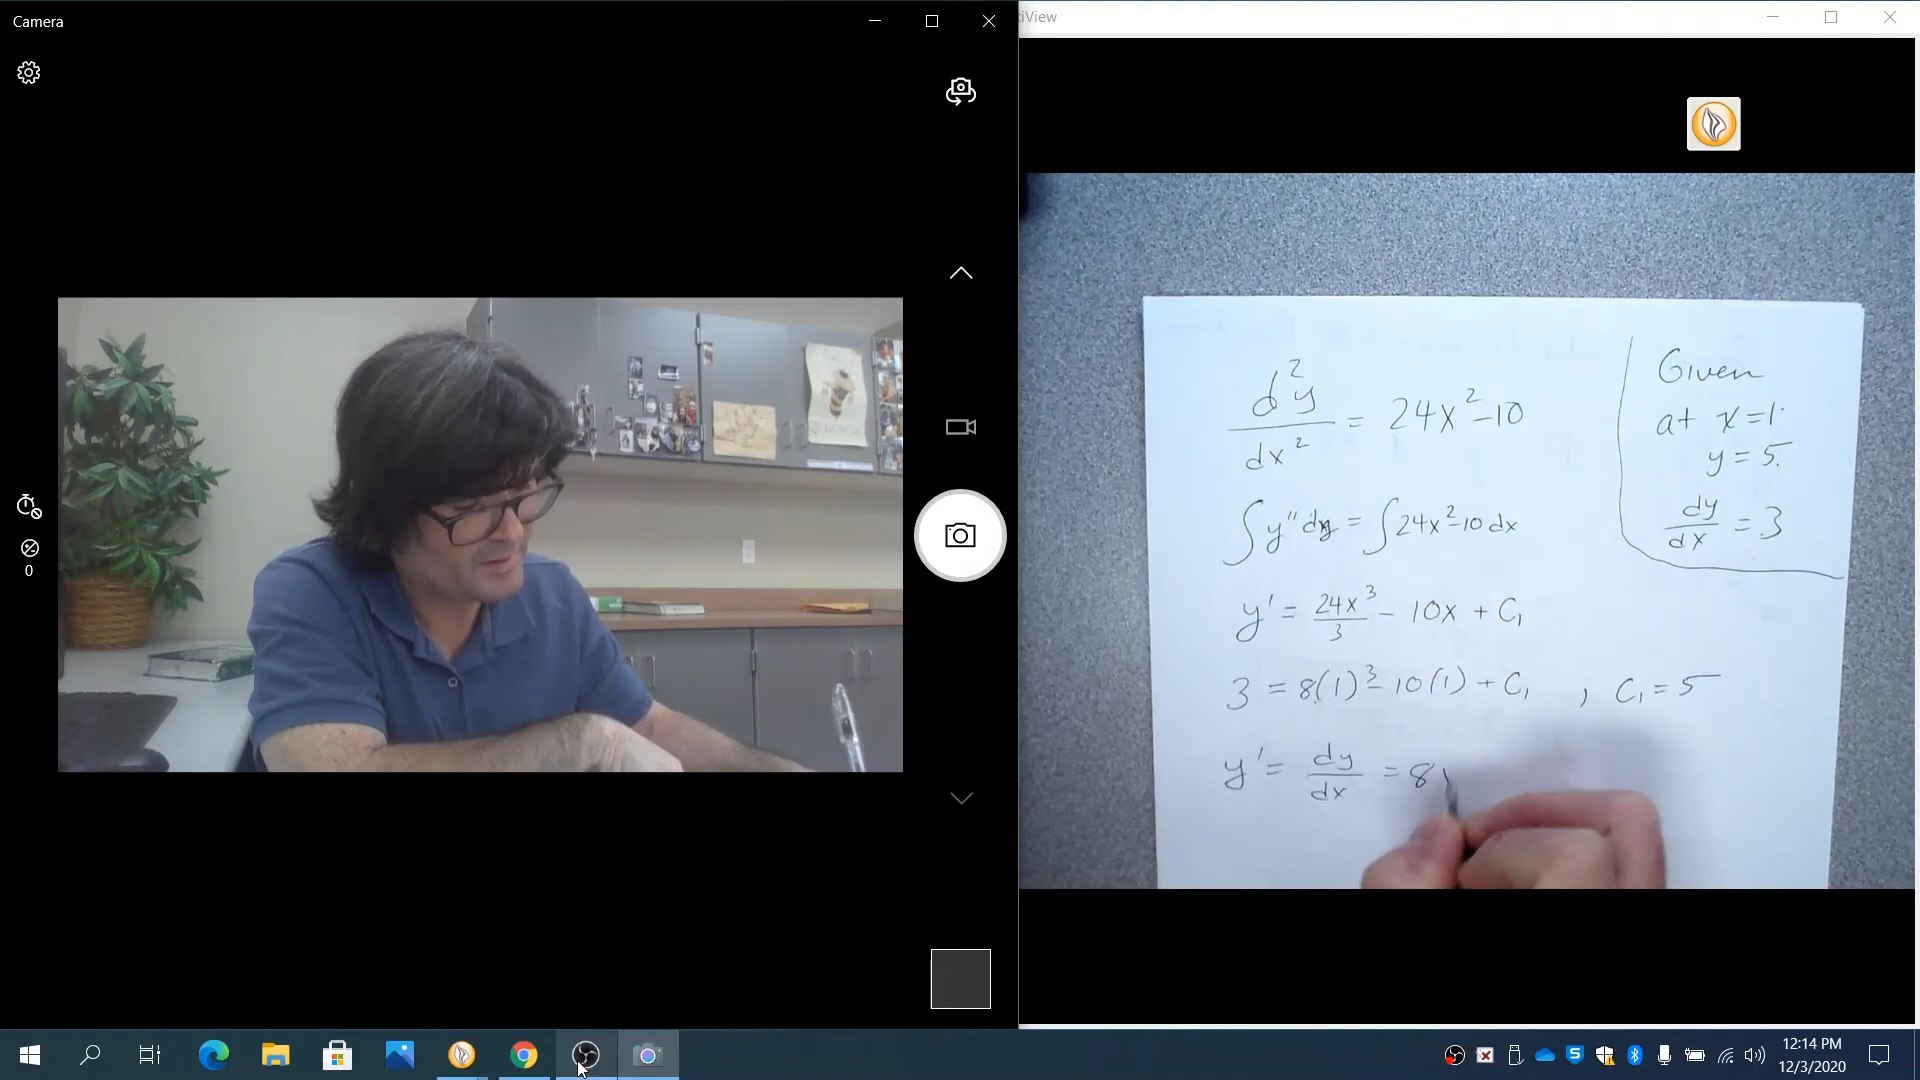 Camera
iView
0
d²y/dx² = 24x²-10
∫y'' dx = ∫24x²-10 dx
y' = 24x³/3 - 10x + C₁
3 = 8(1)³ - 10(1) + C₁ , C₁ = 5
y' = dy/dx = 8
Given
at x=1
y = 5.
dy/dx = 3
12:14 PM
12/3/2020